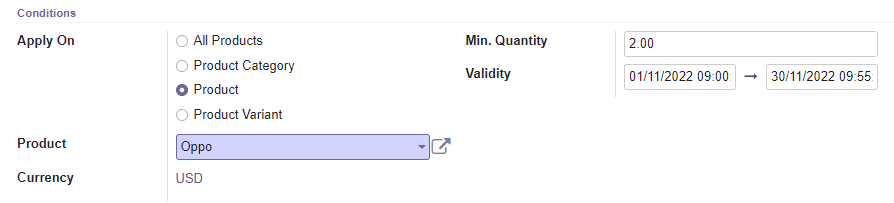 Conditions
Apply On
All Products
Product Category
Product
Product Variant
Product
Oppo
Currency
USD
Min. Quantity
2.00
Validity
01/11/2022 09:00: → 30/11/2022 09:55: